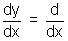 dy/dx = d/dx